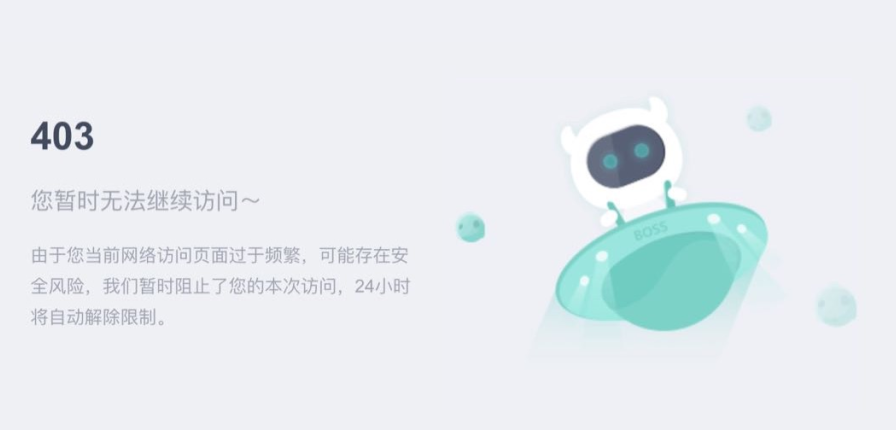 403
您暂时无法继续访问～
由于您当前网络访问页面过于频繁，可能存在安
全风险，我们暂时阻止了您的本次访问，24小时
将自动解除限制。
BOSS